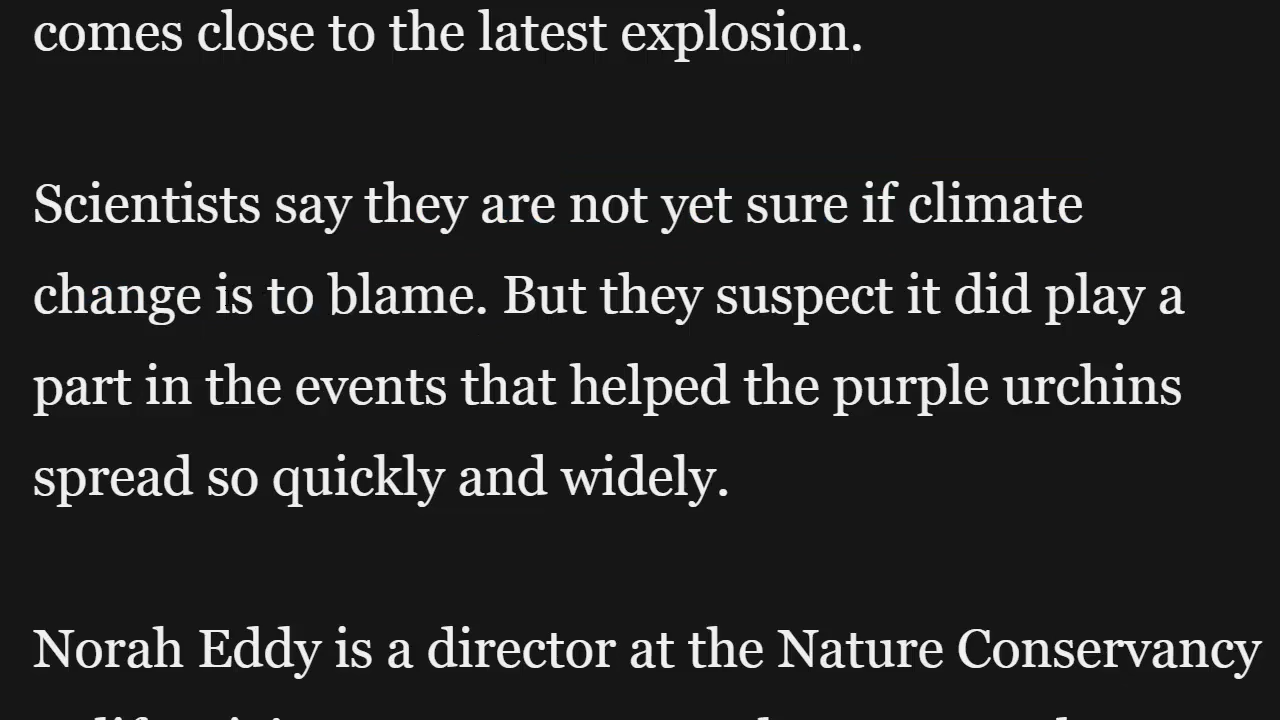 comes close to the latest explosion.
Scientists say they are not yet sure if climate
change is to blame. But they suspect it did play a
part in the events that helped the purple urchins
spread so quickly and widely.
Norah Eddy is a director at the Nature Conservancy